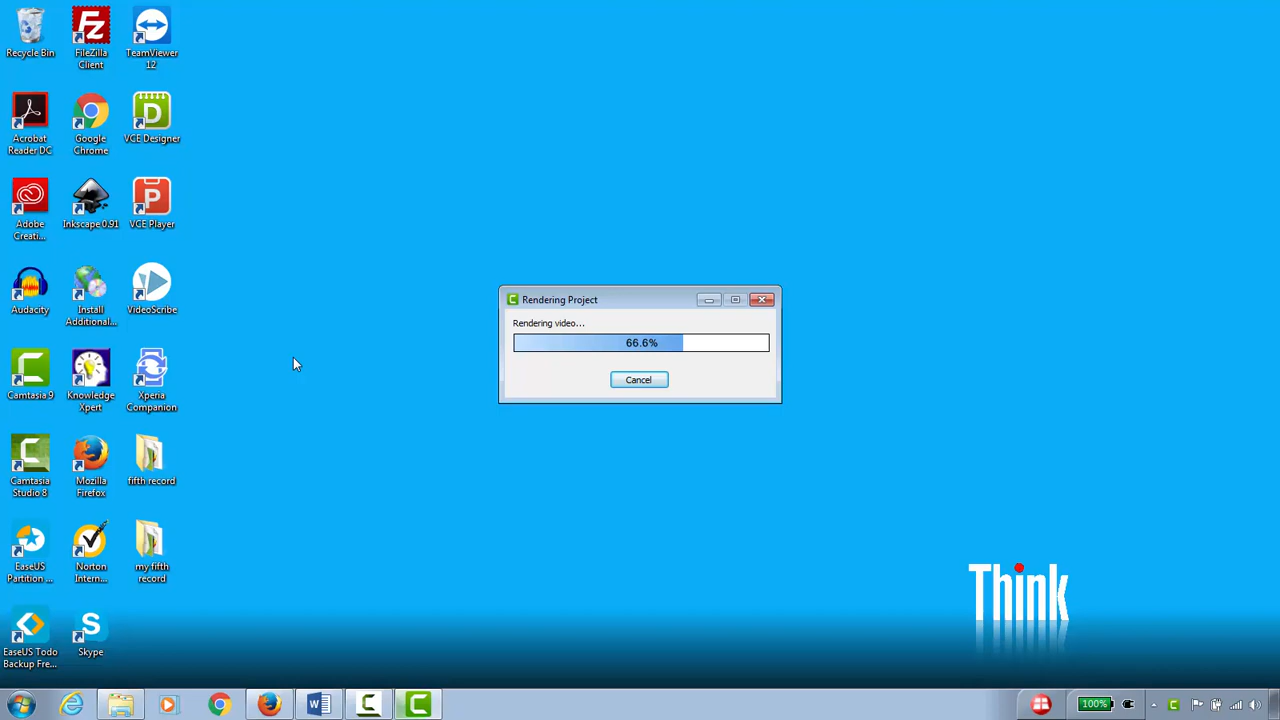 Recycle Bin
FileZilla
Client
TeamViewer
12
Acrobat
Reader DC
Google
Chrome
VCE Designer
Adobe
Creati...
Inkscape 0.91
VCE Player
Audacity
Install
Additional...
VideoScribe
Camtasia 9
Knowledge
Xpert
Xperia
Companion
Camtasia
Studio 8
Mozilla
Firefox
fifth record
EaseUS
Partition ...
Norton
Intern...
my fifth
record
EaseUS Todo
Backup Fre...
Skype
Rendering Project
Rendering video...
66.6%
Cancel
Think
100%